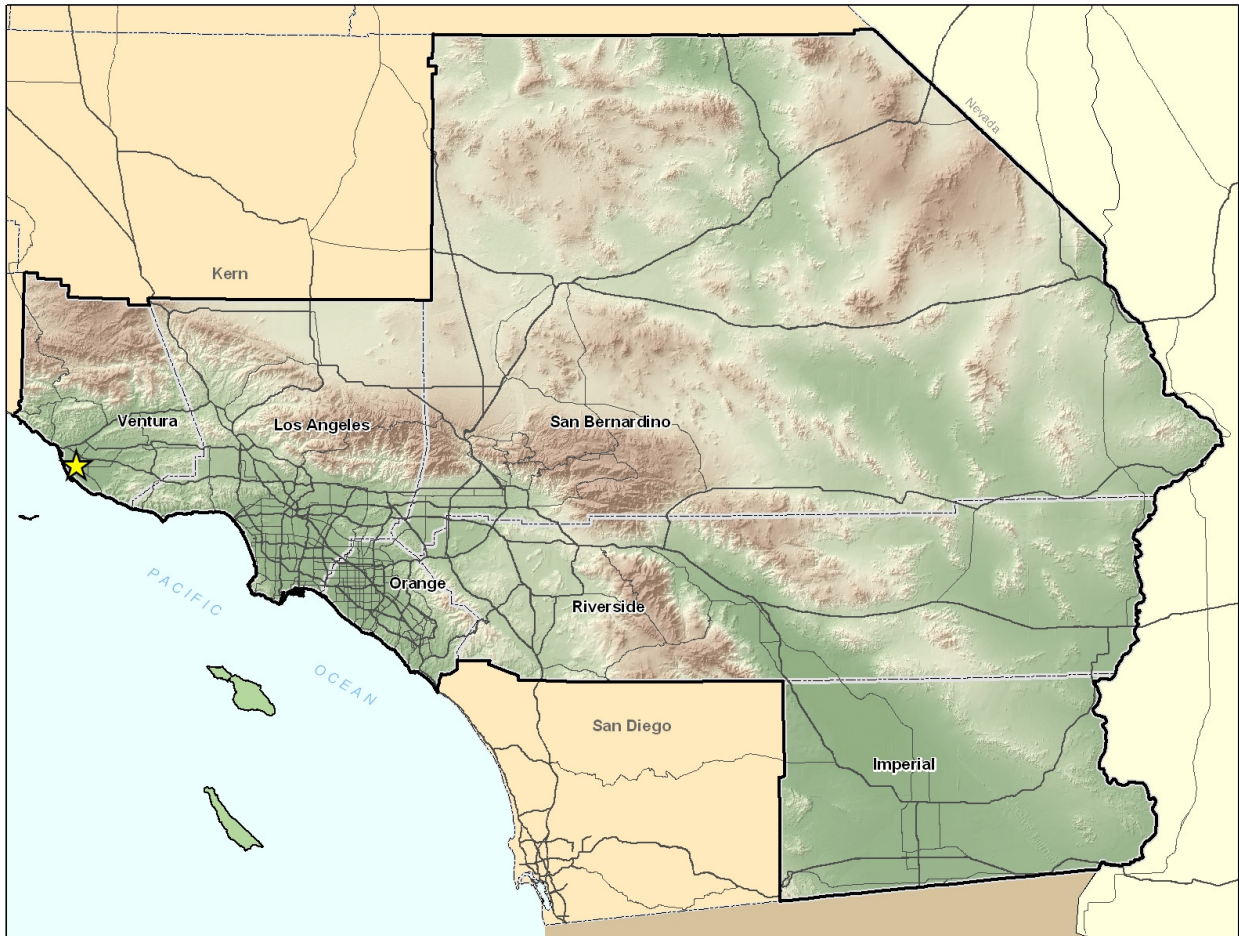 Nevada
Kern
Ventura
Los Angeles
San Bernardino
PACIFIC
OCEAN
Orange
Riverside
San Diego
Imperial